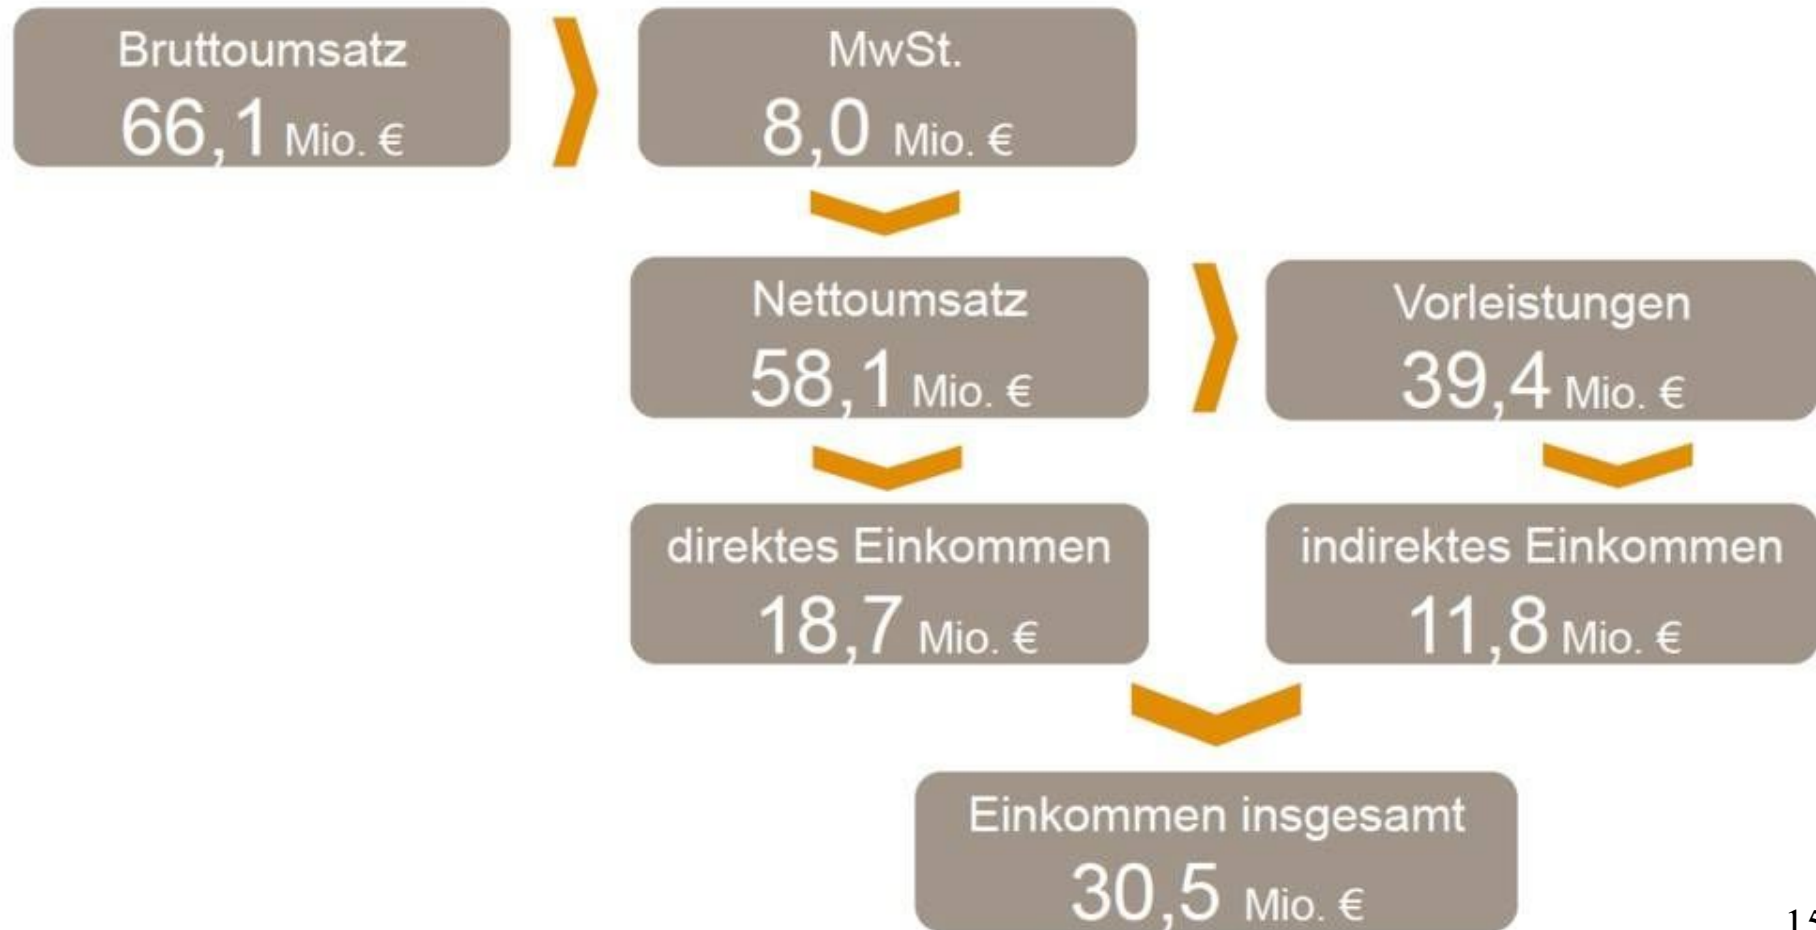 Bruttoumsatz
66,1 Mio. €
MwSt.
8,0 Mio. €
Nettoumsatz
58,1 Mio. €
Vorleistungen
39,4 Mio. €
direktes Einkommen
18,7 Mio. €
indirektes Einkommen
11,8 Mio. €
Einkommen insgesamt
30,5 Mio. €